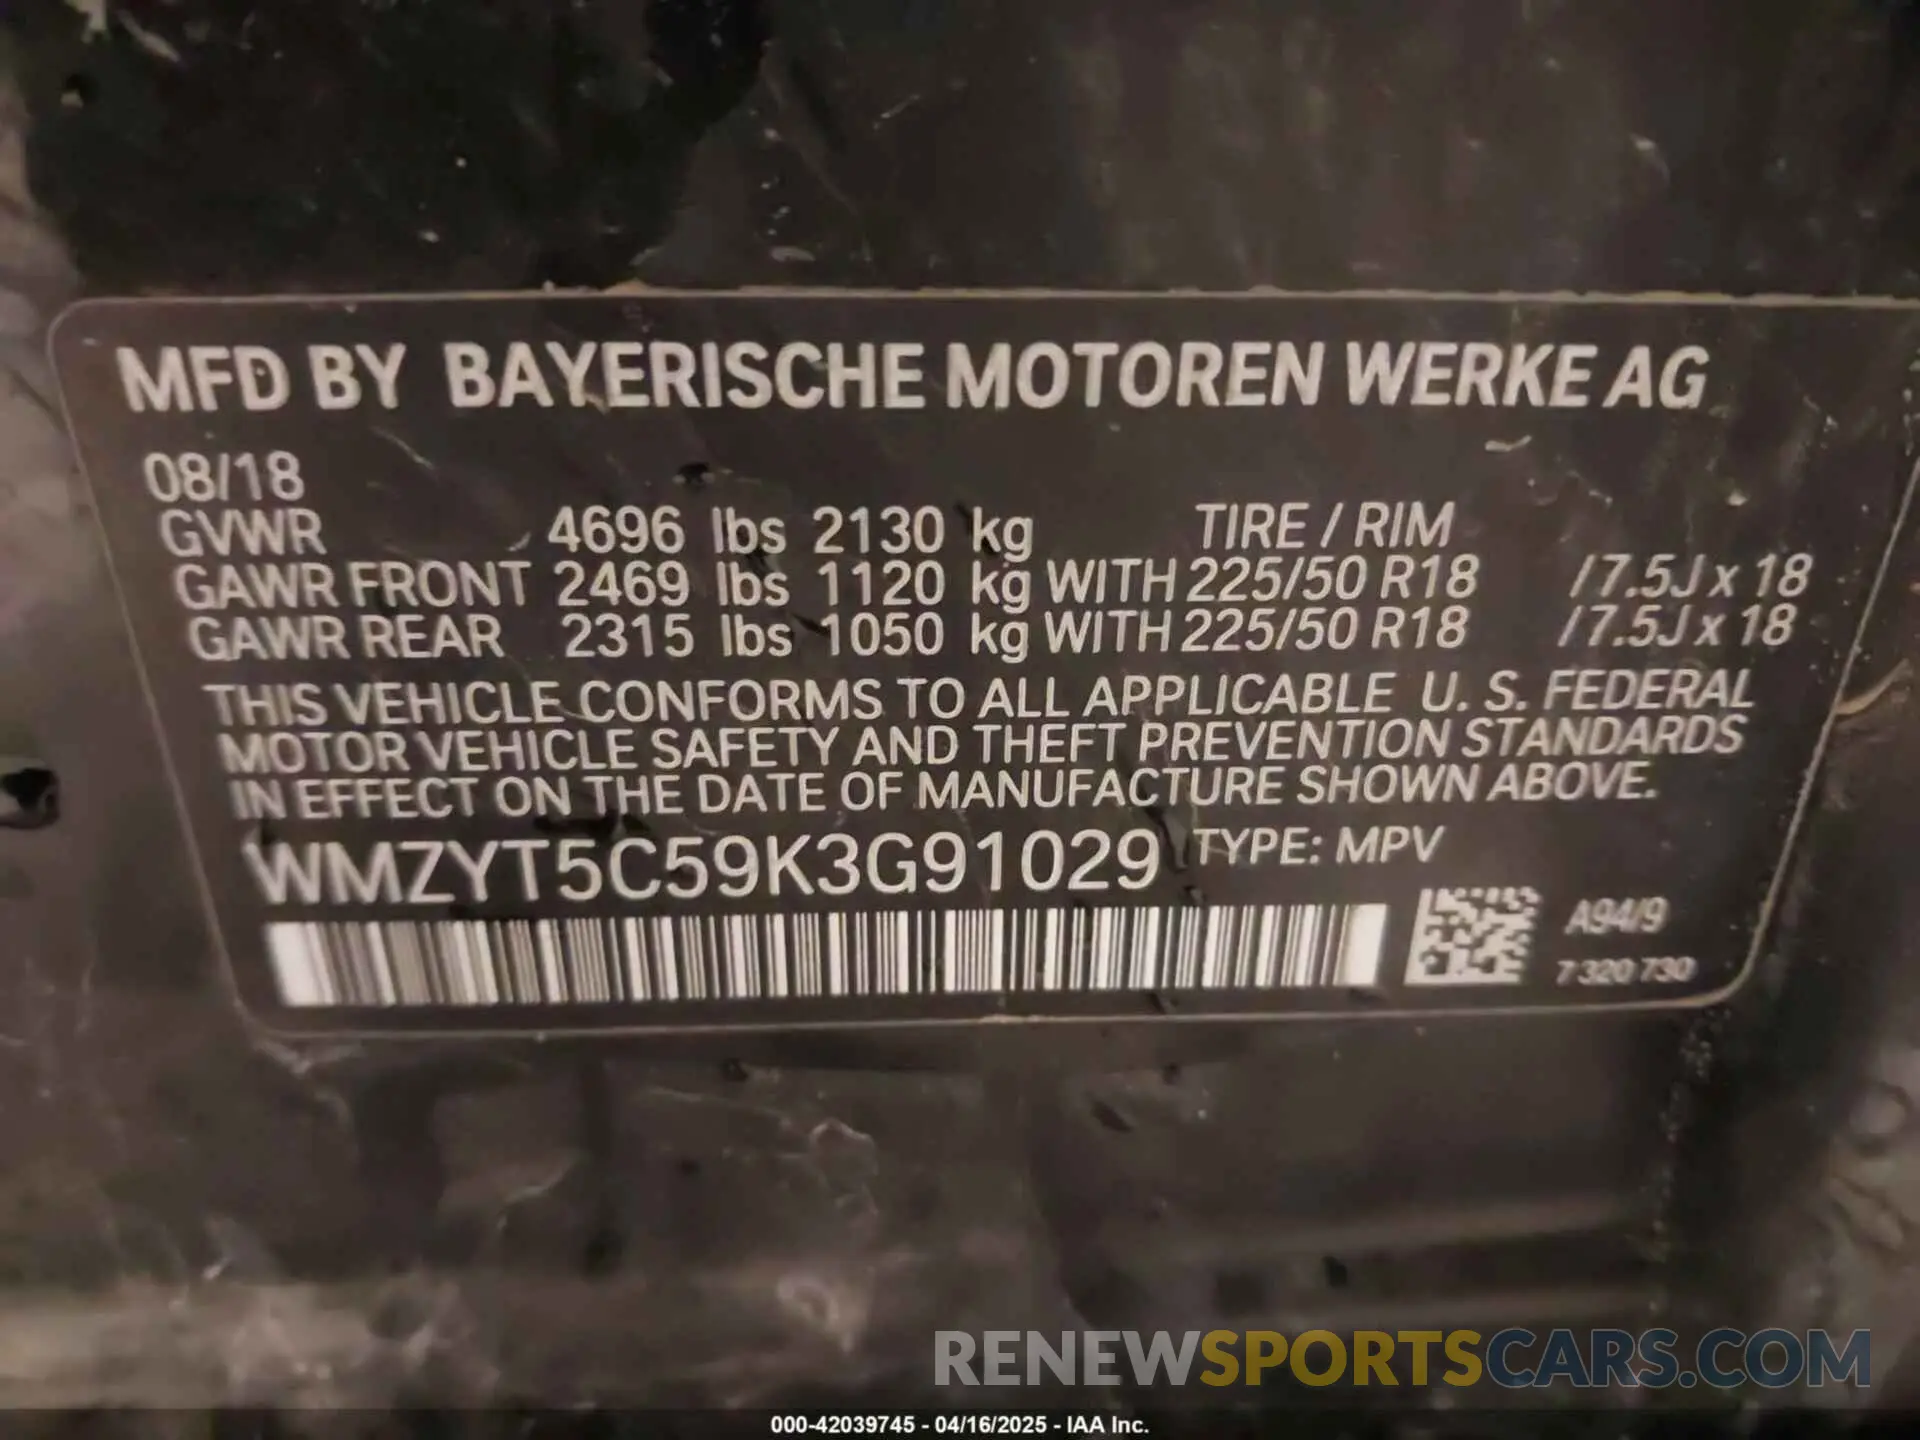 MFD BY BAYERISCHE MOTOREN WERKE AG
08/18
GVWR 4696 lbs 2130 kg TIRE / RIM
GAWR FRONT 2469 lbs 1120 kg WITH 225/50 R18 /7.5J x 18
GAWR REAR 2315 lbs 1050 kg WITH 225/50 R18 /7.5J x 18
THIS VEHICLE CONFORMS TO ALL APPLICABLE U. S. FEDERAL
MOTOR VEHICLE SAFETY AND THEFT PREVENTION STANDARDS
IN EFFECT ON THE DATE OF MANUFACTURE SHOWN ABOVE.
WMZYT5C59K3G91029 TYPE: MPV
A94/9
7 320 730
RENEWSPORTSCARS.COM
000-42039745 - 04/16/2025 - IAA Inc.